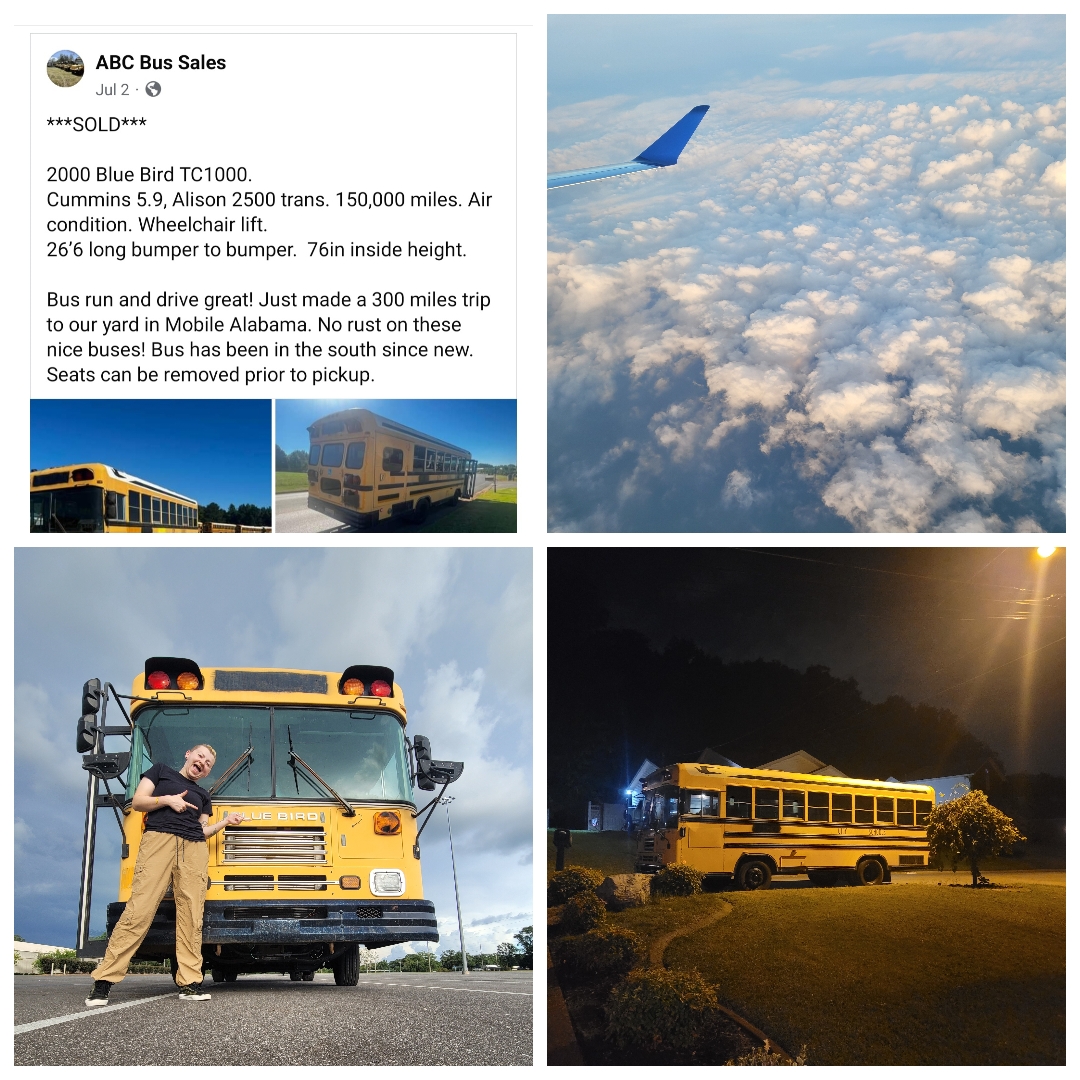 ABC Bus Sales
Jul 2 ·
***SOLD***
2000 Blue Bird TC1000.
Cummins 5.9, Alison 2500 trans. 150,000 miles. Air
condition. Wheelchair lift.
26'6 long bumper to bumper. 76in inside height.
Bus run and drive great! Just made a 300 miles trip
to our yard in Mobile Alabama. No rust on these
nice buses! Bus has been in the south since new.
Seats can be removed prior to pickup.
LUE BIRD